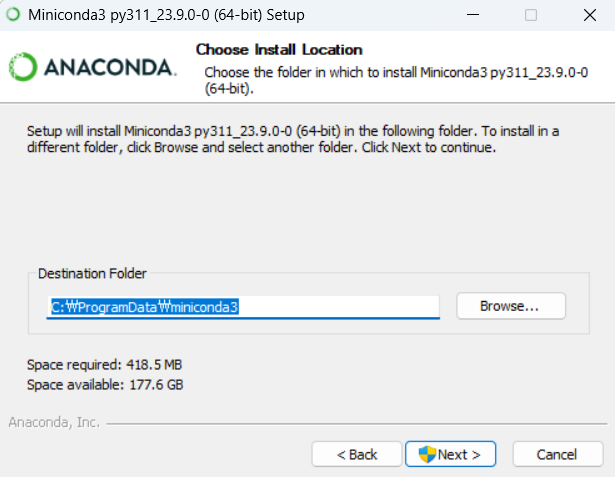 Miniconda3 py311_23.9.0-0 (64-bit) Setup
ANACONDA.
Choose Install Location
Choose the folder in which to install Miniconda3 py311_23.9.0-0
(64-bit).
Setup will install Miniconda3 py311_23.9.0-0 (64-bit) in the following folder. To install in a
different folder, click Browse and select another folder. Click Next to continue.
Destination Folder
C:₩ProgramData₩miniconda3
Browse...
Space required: 418.5 MB
Space available: 177.6 GB
Anaconda, Inc.
< Back
Next >
Cancel